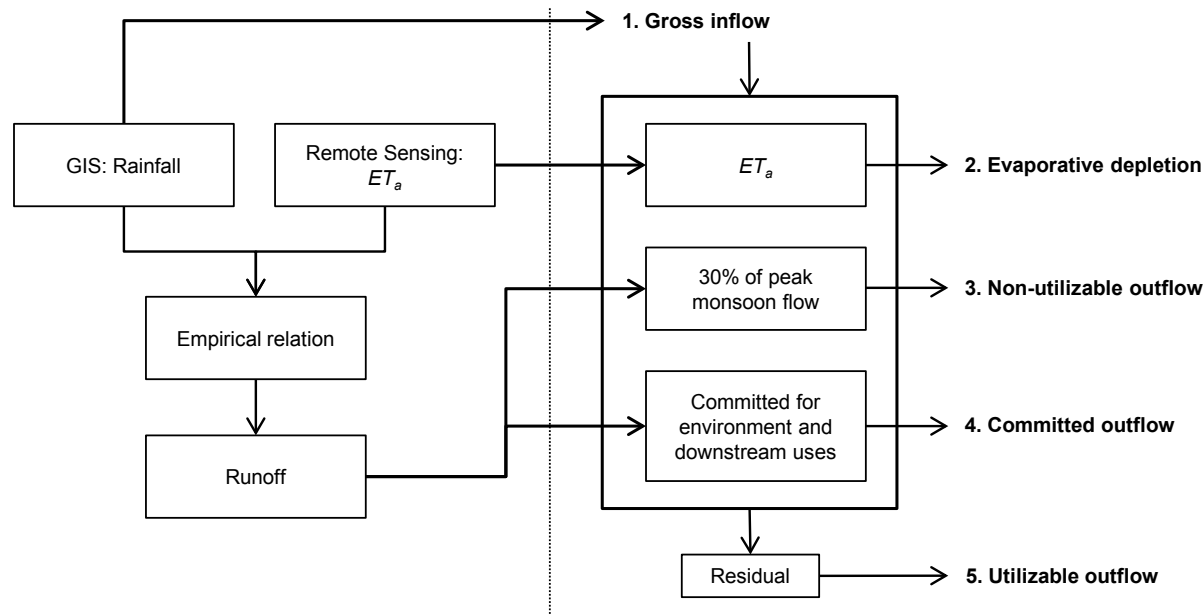 1. Gross inflow
GIS: Rainfall
Remote Sensing:
ETa
ETa
2. Evaporative depletion
30% of peak
monsoon flow
3. Non-utilizable outflow
Empirical relation
Committed for
environment and
downstream uses
4. Committed outflow
Runoff
Residual
5. Utilizable outflow